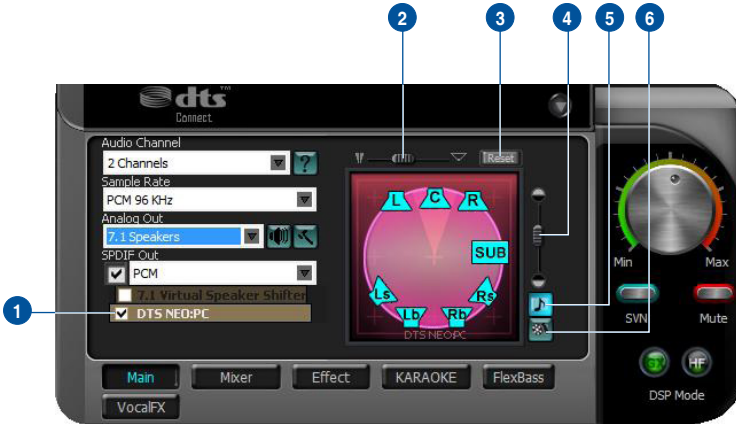 2 3 4 5 6
dts™
Connect
Audio Channel
2 Channels
?
Sample Rate
PCM 96 KHz
Analog Out
7.1 Speakers
SPDIF Out
PCM
7.1 Virtual Speaker Shifter
1
DTS NEO:PC
Reset
L C R
SUB
Ls Rs
Lb Rb
DTS NEO:PC
Min Max
SVN Mute
GX HF
DSP Mode
Main Mixer Effect KARAOKE FlexBass
VocalFX